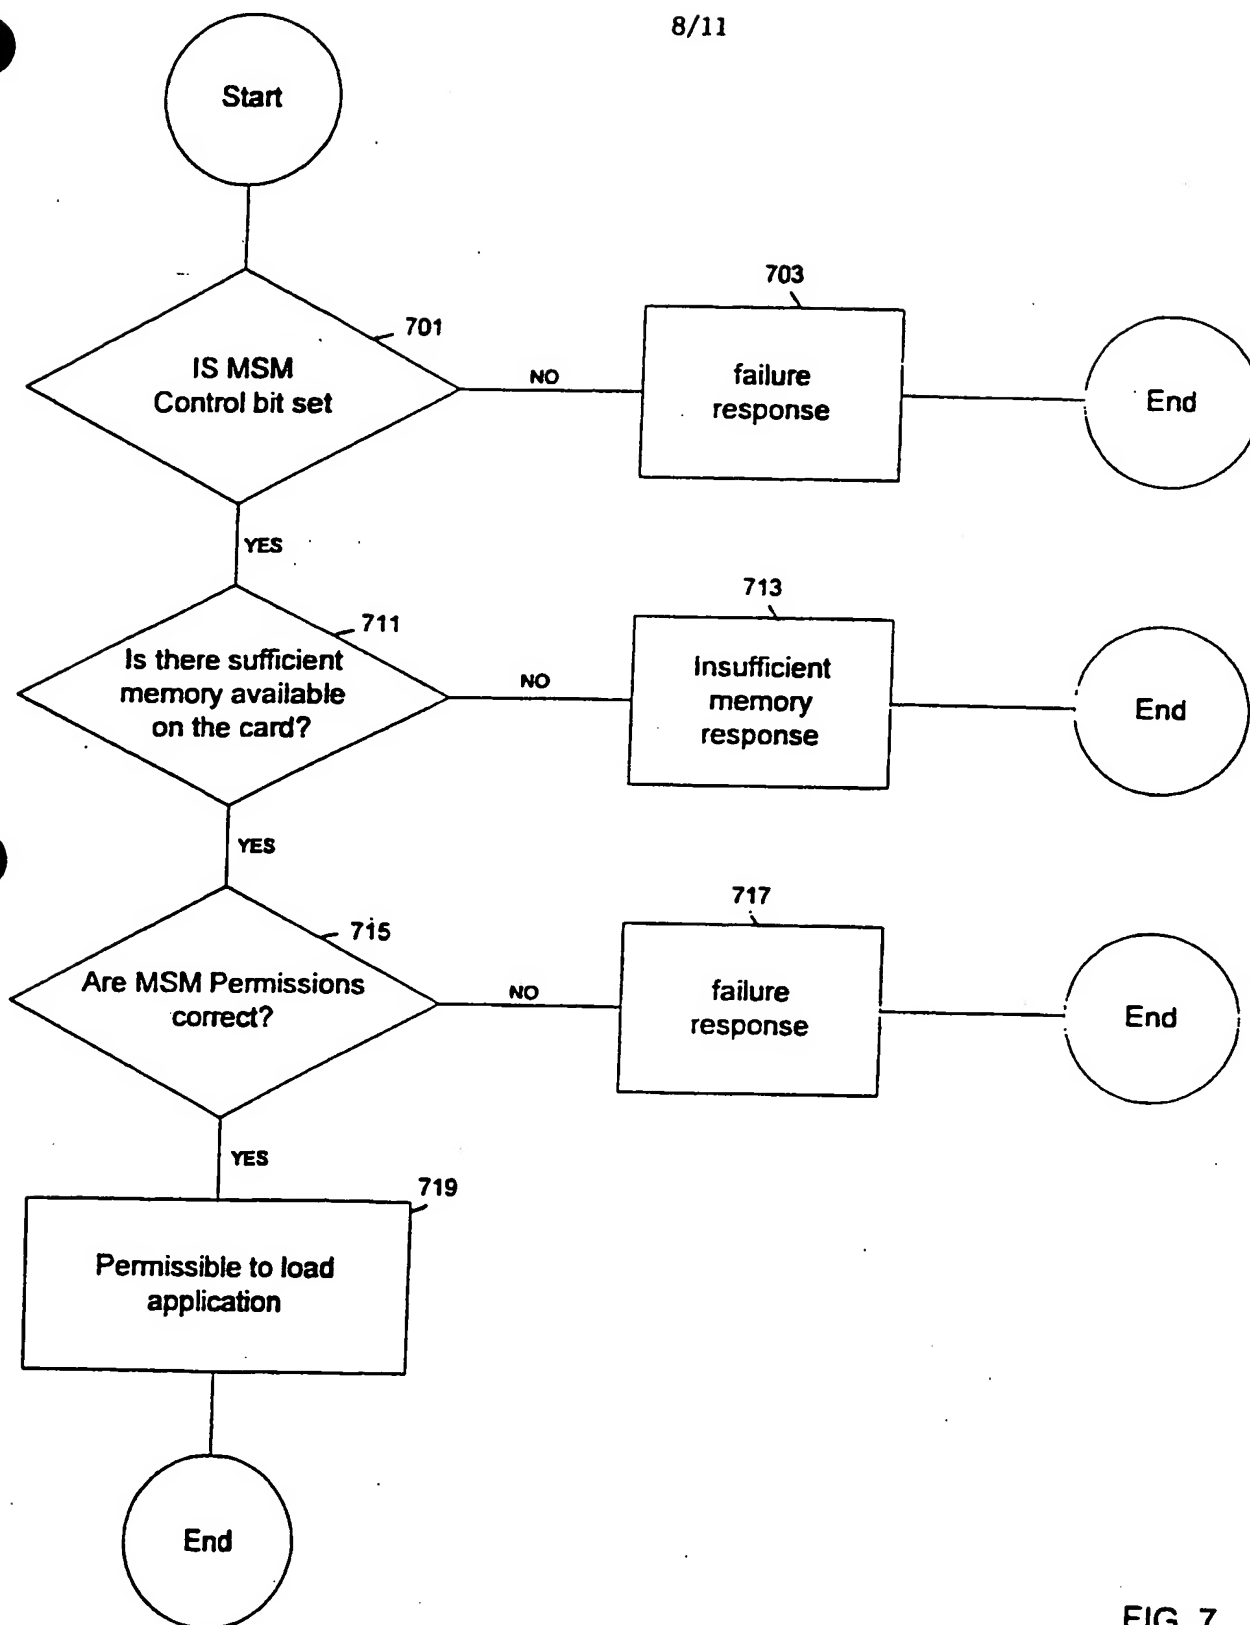 8/11
Start
701
IS MSM
Control bit set
NO
703
failure
response
End
YES
711
Is there sufficient
memory available
on the card?
NO
713
Insufficient
memory
response
End
YES
715
Are MSM Permissions
correct?
NO
717
failure
response
End
YES
719
Permissible to load
application
End
FIG. 7